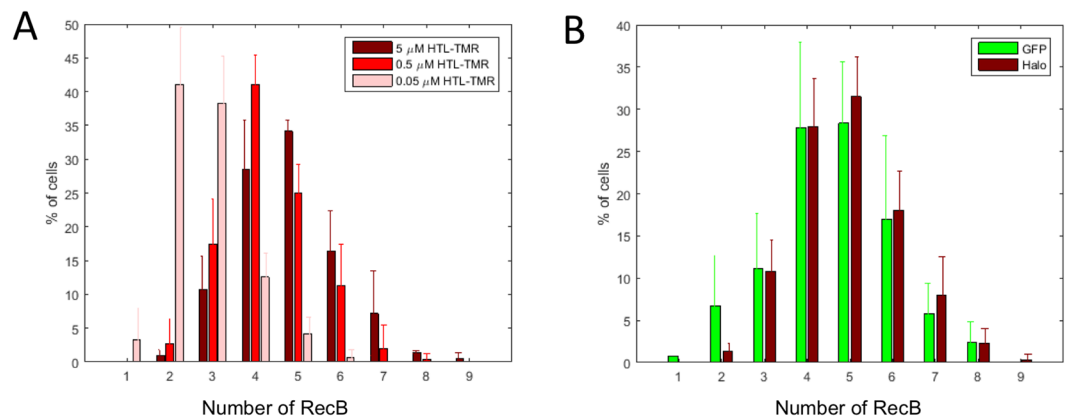 A
50
45
40
35
30
25
20
15
10
5
0
% of cells
5 μM HTL-TMR
0.5 μM HTL-TMR
0.05 μM HTL-TMR
1 2 3 4 5 6 7 8 9
Number of RecB
B
40
35
30
25
20
15
10
5
0
% of cells
GFP
Halo
1 2 3 4 5 6 7 8 9
Number of RecB